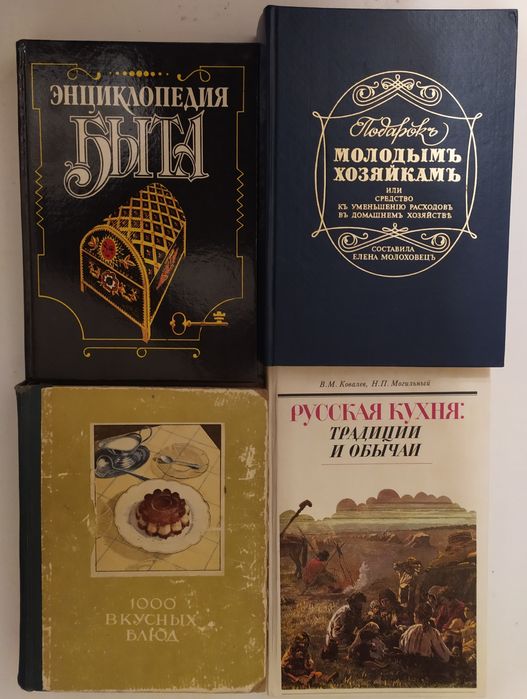 ЭНЦИКЛОПЕДИЯ
БЫТА
Подарокъ
МОЛОДЫМЪ
ХОЗЯЙКАМЪ
ИЛИ
СРЕДСТВО
КЪ УМЕНЬШЕНІЮ РАСХОДОВЪ
ВЪ ДОМАШНЕМЪ ХОЗЯЙСТВѢ
СОСТАВИЛА
ЕЛЕНА МОЛОХОВЕЦЪ
1000
ВКУСНЫХ
БЛЮД
В.М. Ковалев, Н.П. Могильный
РУССКАЯ КУХНЯ:
ТРАДИЦИИ
И ОБЫЧАИ